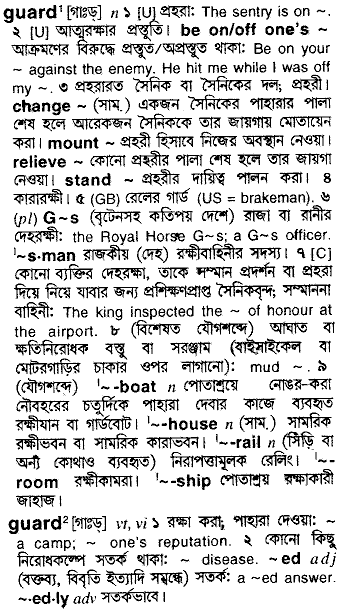 guard¹ [গাːড্] n ১ [U] প্রহরা: The sentry is on ~.
২ [U] আত্মরক্ষার প্রস্তুতি। be on/off one's ~
আক্রমণের বিরুদ্ধে প্রস্তুত/অপ্রস্তুত থাকা: Be on your
~ against the enemy. He hit me while I was off
my ~. ৩ প্রহরারত সৈনিক বা সৈনিকের দল; প্রহরী।
change ~ (সাম.) একজন সৈনিকের পাহারার পালা
শেষ হলে আরেকজন সৈনিককে তার জায়গায় মোতায়েন
করা। mount ~ প্রহরী হিসাবে নিজের অবস্থান নেওয়া।
relieve ~ কোনো প্রহরীর পালা শেষ হলে তার জায়গা
নেওয়া। stand ~ প্রহরীর দায়িত্ব পালন করা। ৪
কারারক্ষী। ৫ (GB) রেলের গার্ড (US = brakeman). ৬
(pl) G~s (বৃটেনসহ কতিপয় দেশে) রাজা বা রানীর
দেহরক্ষী: the Royal Horse G~s; a G~s officer.
ˈ~s·man রাজকীয় (দেহ) রক্ষীবাহিনীর সদস্য। ৭ [C]
কোনো ব্যক্তির দেহরক্ষা, তাকে সম্মান প্রদর্শন বা প্রহরা
দিয়ে নিয়ে যাবার জন্য প্রশিক্ষণপ্রাপ্ত সৈনিকবৃন্দ; সম্মাননা
বাহিনী: The king inspected the ~ of honour at
the airport. ৮ (বিশেষত যৌগশব্দে) আঘাত বা
ক্ষতিনিরোধক বস্তু বা সরঞ্জাম (বাইসাইকেল বা
মোটরগাড়ির চাকার ওপর লাগানো): mud ~. ৯
(যৌগশব্দে) ˈ~-boat n পোতাশ্রয়ে নোঙর-করা
নৌবহরের চতুর্দিকে পাহারা দেবার কাজে ব্যবহৃত
রক্ষীযান বা গার্ডবোট। ˈ~-house n (সাম.) সামরিক
রক্ষীভবন বা সামরিক কারাভবন। ˈ~-rail n (সিঁড়ি বা
অন্য কোথাও ব্যবহৃত) নিরাপত্তামূলক রেলিং। ˈ~-
room রক্ষীকামরা। ˈ~-ship পোতাশ্রয় রক্ষাকারী
জাহাজ।
guard² [গাːড্] vt, vi ১ রক্ষা করা; পাহারা দেওয়া: ~
a camp; ~ one's reputation. ২ কোনো কিছু
নিরোধকল্পে সতর্ক থাকা: ~ disease. ~·ed adj
(বক্তব্য, বিবৃতি ইত্যাদি সম্বন্ধে) সতর্ক: a ~ed answer.
~·ed·ly adv সতর্কভাবে।